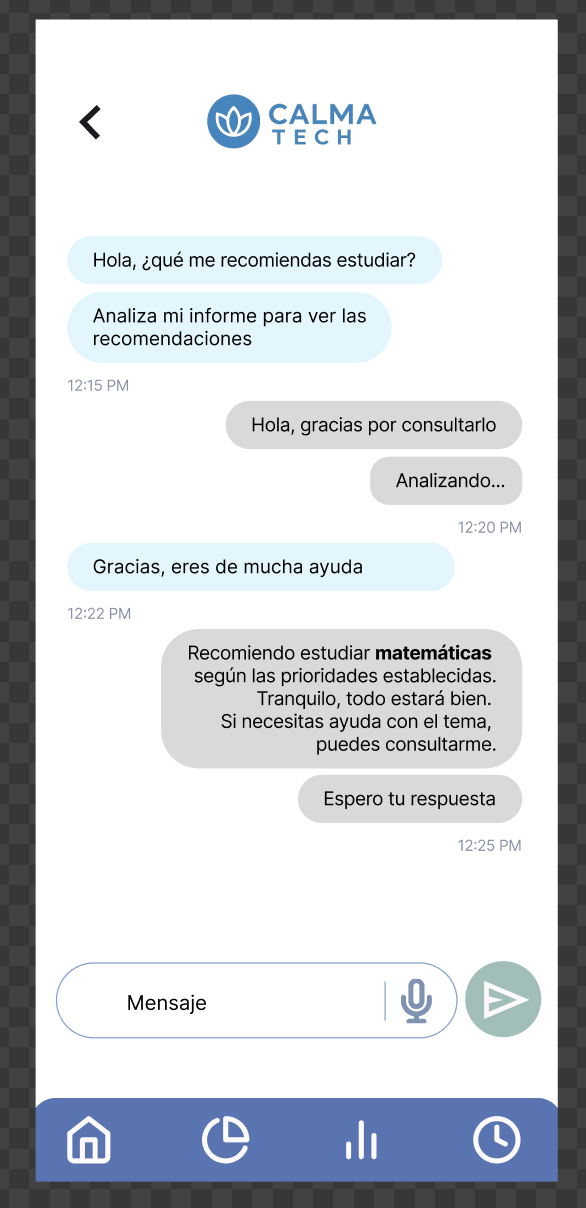 CALMA
TECH
Hola, ¿qué me recomiendas estudiar?
Analiza mi informe para ver las
recomendaciones
12:15 PM
Hola, gracias por consultarlo
Analizando...
12:20 PM
Gracias, eres de mucha ayuda
12:22 PM
Recomiendo estudiar matemáticas
según las prioridades establecidas.
Tranquilo, todo estará bien.
Si necesitas ayuda con el tema,
puedes consultarme.
Espero tu respuesta
12:25 PM
Mensaje